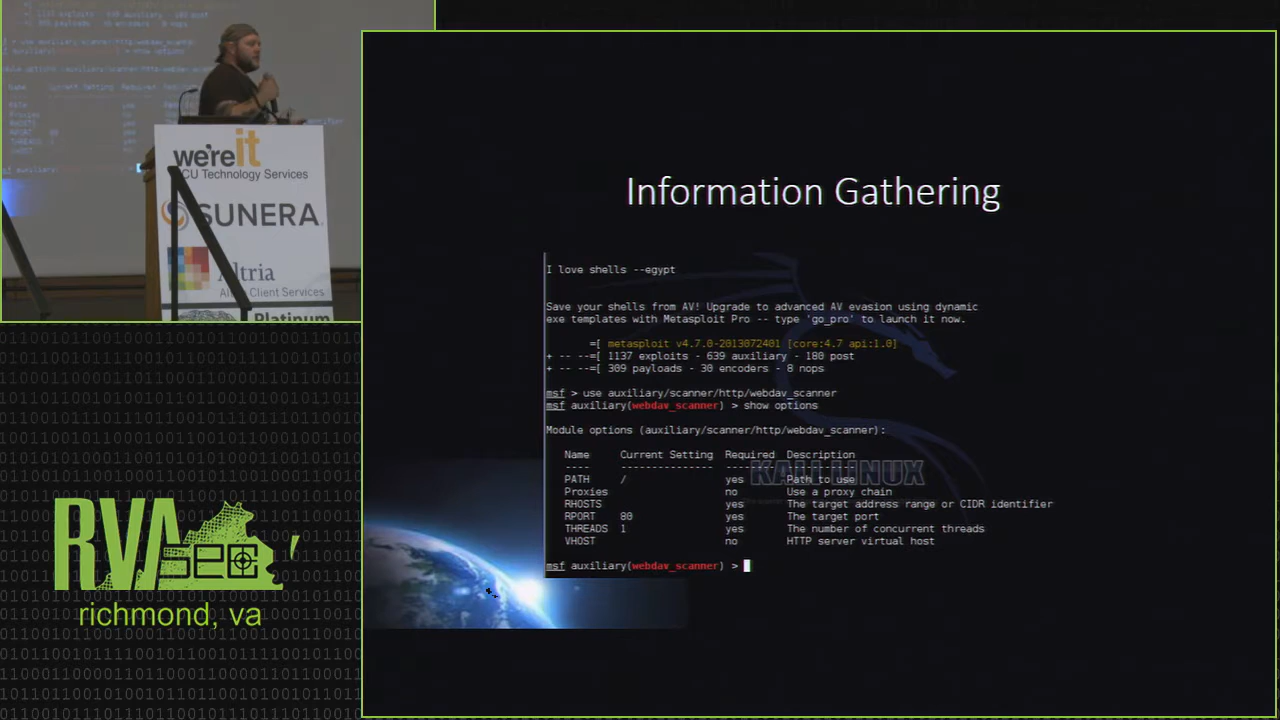 we're it
CU Technology Services
SUNERA
Altria
Client Services
Platinum
RVAsec
richmond, va
Information Gathering
I love shells --egypt
Save your shells from AV! Upgrade to advanced AV evasion using dynamic
exe templates with Metasploit Pro -- type 'go_pro' to launch it now.
=[ metasploit v4.7.0-2013072401 [core:4.7 api:1.0]
+ -- --=[ 1137 exploits - 639 auxiliary - 180 post
+ -- --=[ 309 payloads - 30 encoders - 8 nops
msf > use auxiliary/scanner/http/webdav_scanner
msf auxiliary(webdav_scanner) > show options
Module options (auxiliary/scanner/http/webdav_scanner):
Name Current Setting Required Description
---- --------------- -------- -----------
PATH / yes Path to use
Proxies no Use a proxy chain
RHOSTS yes The target address range or CIDR identifier
RPORT 80 yes The target port
THREADS 1 yes The number of concurrent threads
VHOST no HTTP server virtual host
msf auxiliary(webdav_scanner) >
KALI LINUX